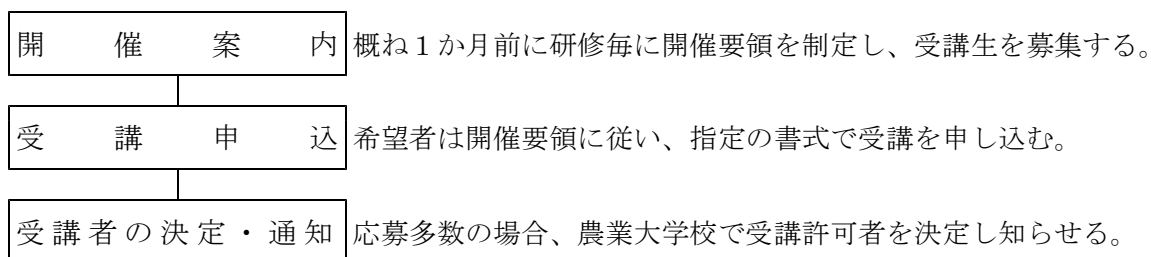 開催案内 概ね１か月前に研修毎に開催要領を制定し、受講生を募集する。
受講申込 希望者は開催要領に従い、指定の書式で受講を申し込む。
受講者の決定・通知 応募多数の場合、農業大学校で受講許可者を決定し知らせる。